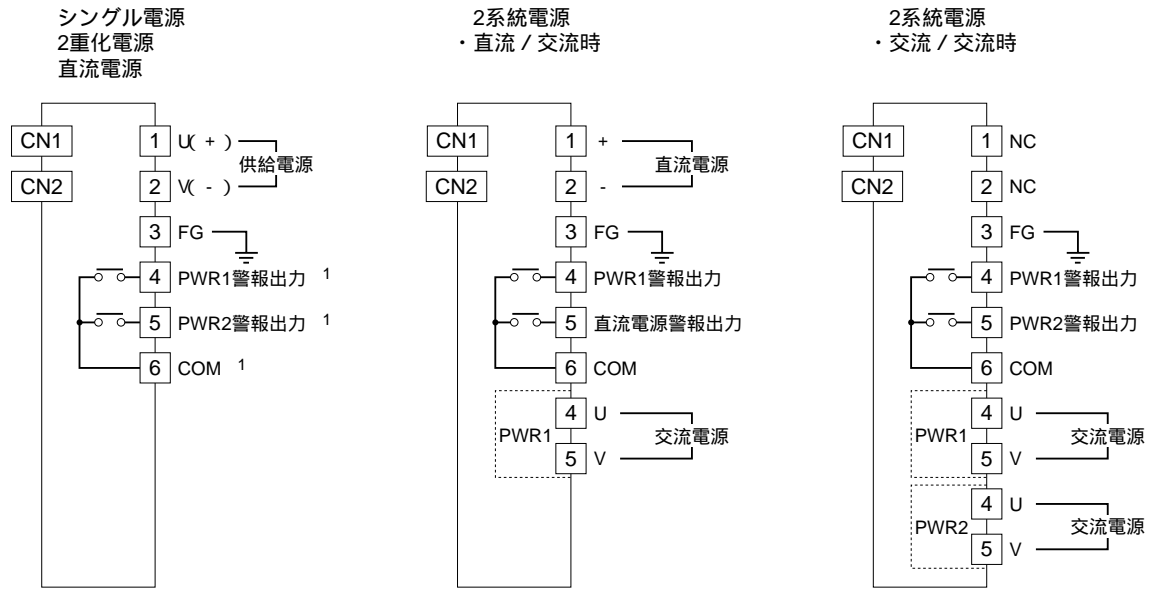 シングル電源
2重化電源
直流電源
CN1
CN2
1 U( + )
供給電源
2 V( - )
3 FG
4 PWR1警報出力 1
5 PWR2警報出力 1
6 COM 1
2系統電源
・直流 / 交流時
CN1
CN2
1 +
直流電源
2 -
3 FG
4 PWR1警報出力
5 直流電源警報出力
6 COM
PWR1
4 U
交流電源
5 V
2系統電源
・交流 / 交流時
CN1
CN2
1 NC
2 NC
3 FG
4 PWR1警報出力
5 PWR2警報出力
6 COM
PWR1
4 U
交流電源
5 V
PWR2
4 U
交流電源
5 V